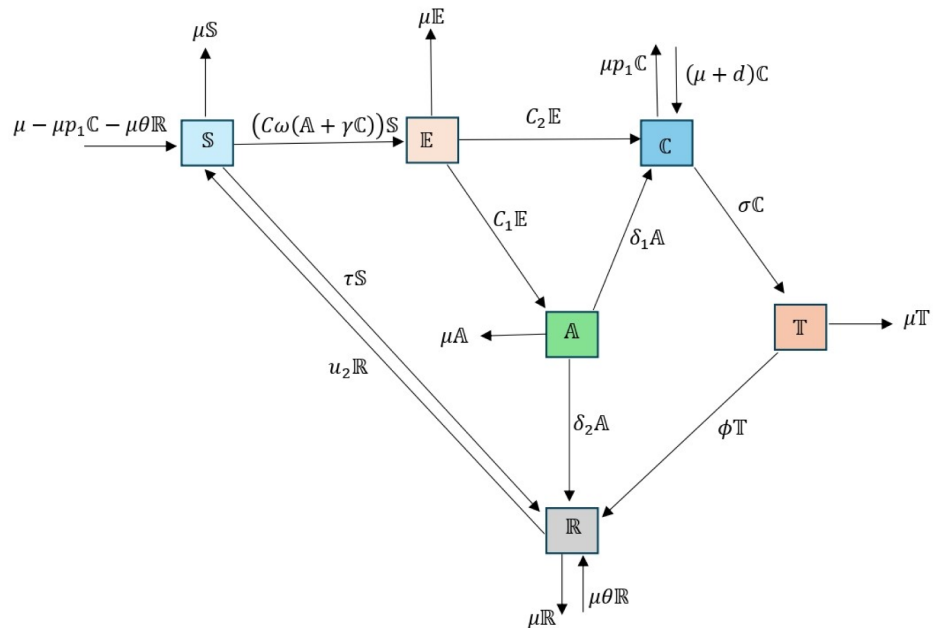 μ𝕊
μ𝔼
μp₁ℂ
(μ + d)ℂ
μ − μp₁ℂ − μθℝ
𝕊
(Cω(𝔸 + γℂ))𝕊
𝔼
C₂𝔼
ℂ
C₁𝔼
δ₁𝔸
σℂ
τ𝕊
μ𝔸
𝔸
𝕋
μ𝕋
u₂ℝ
δ₂𝔸
ϕ𝕋
ℝ
μℝ
μθℝ